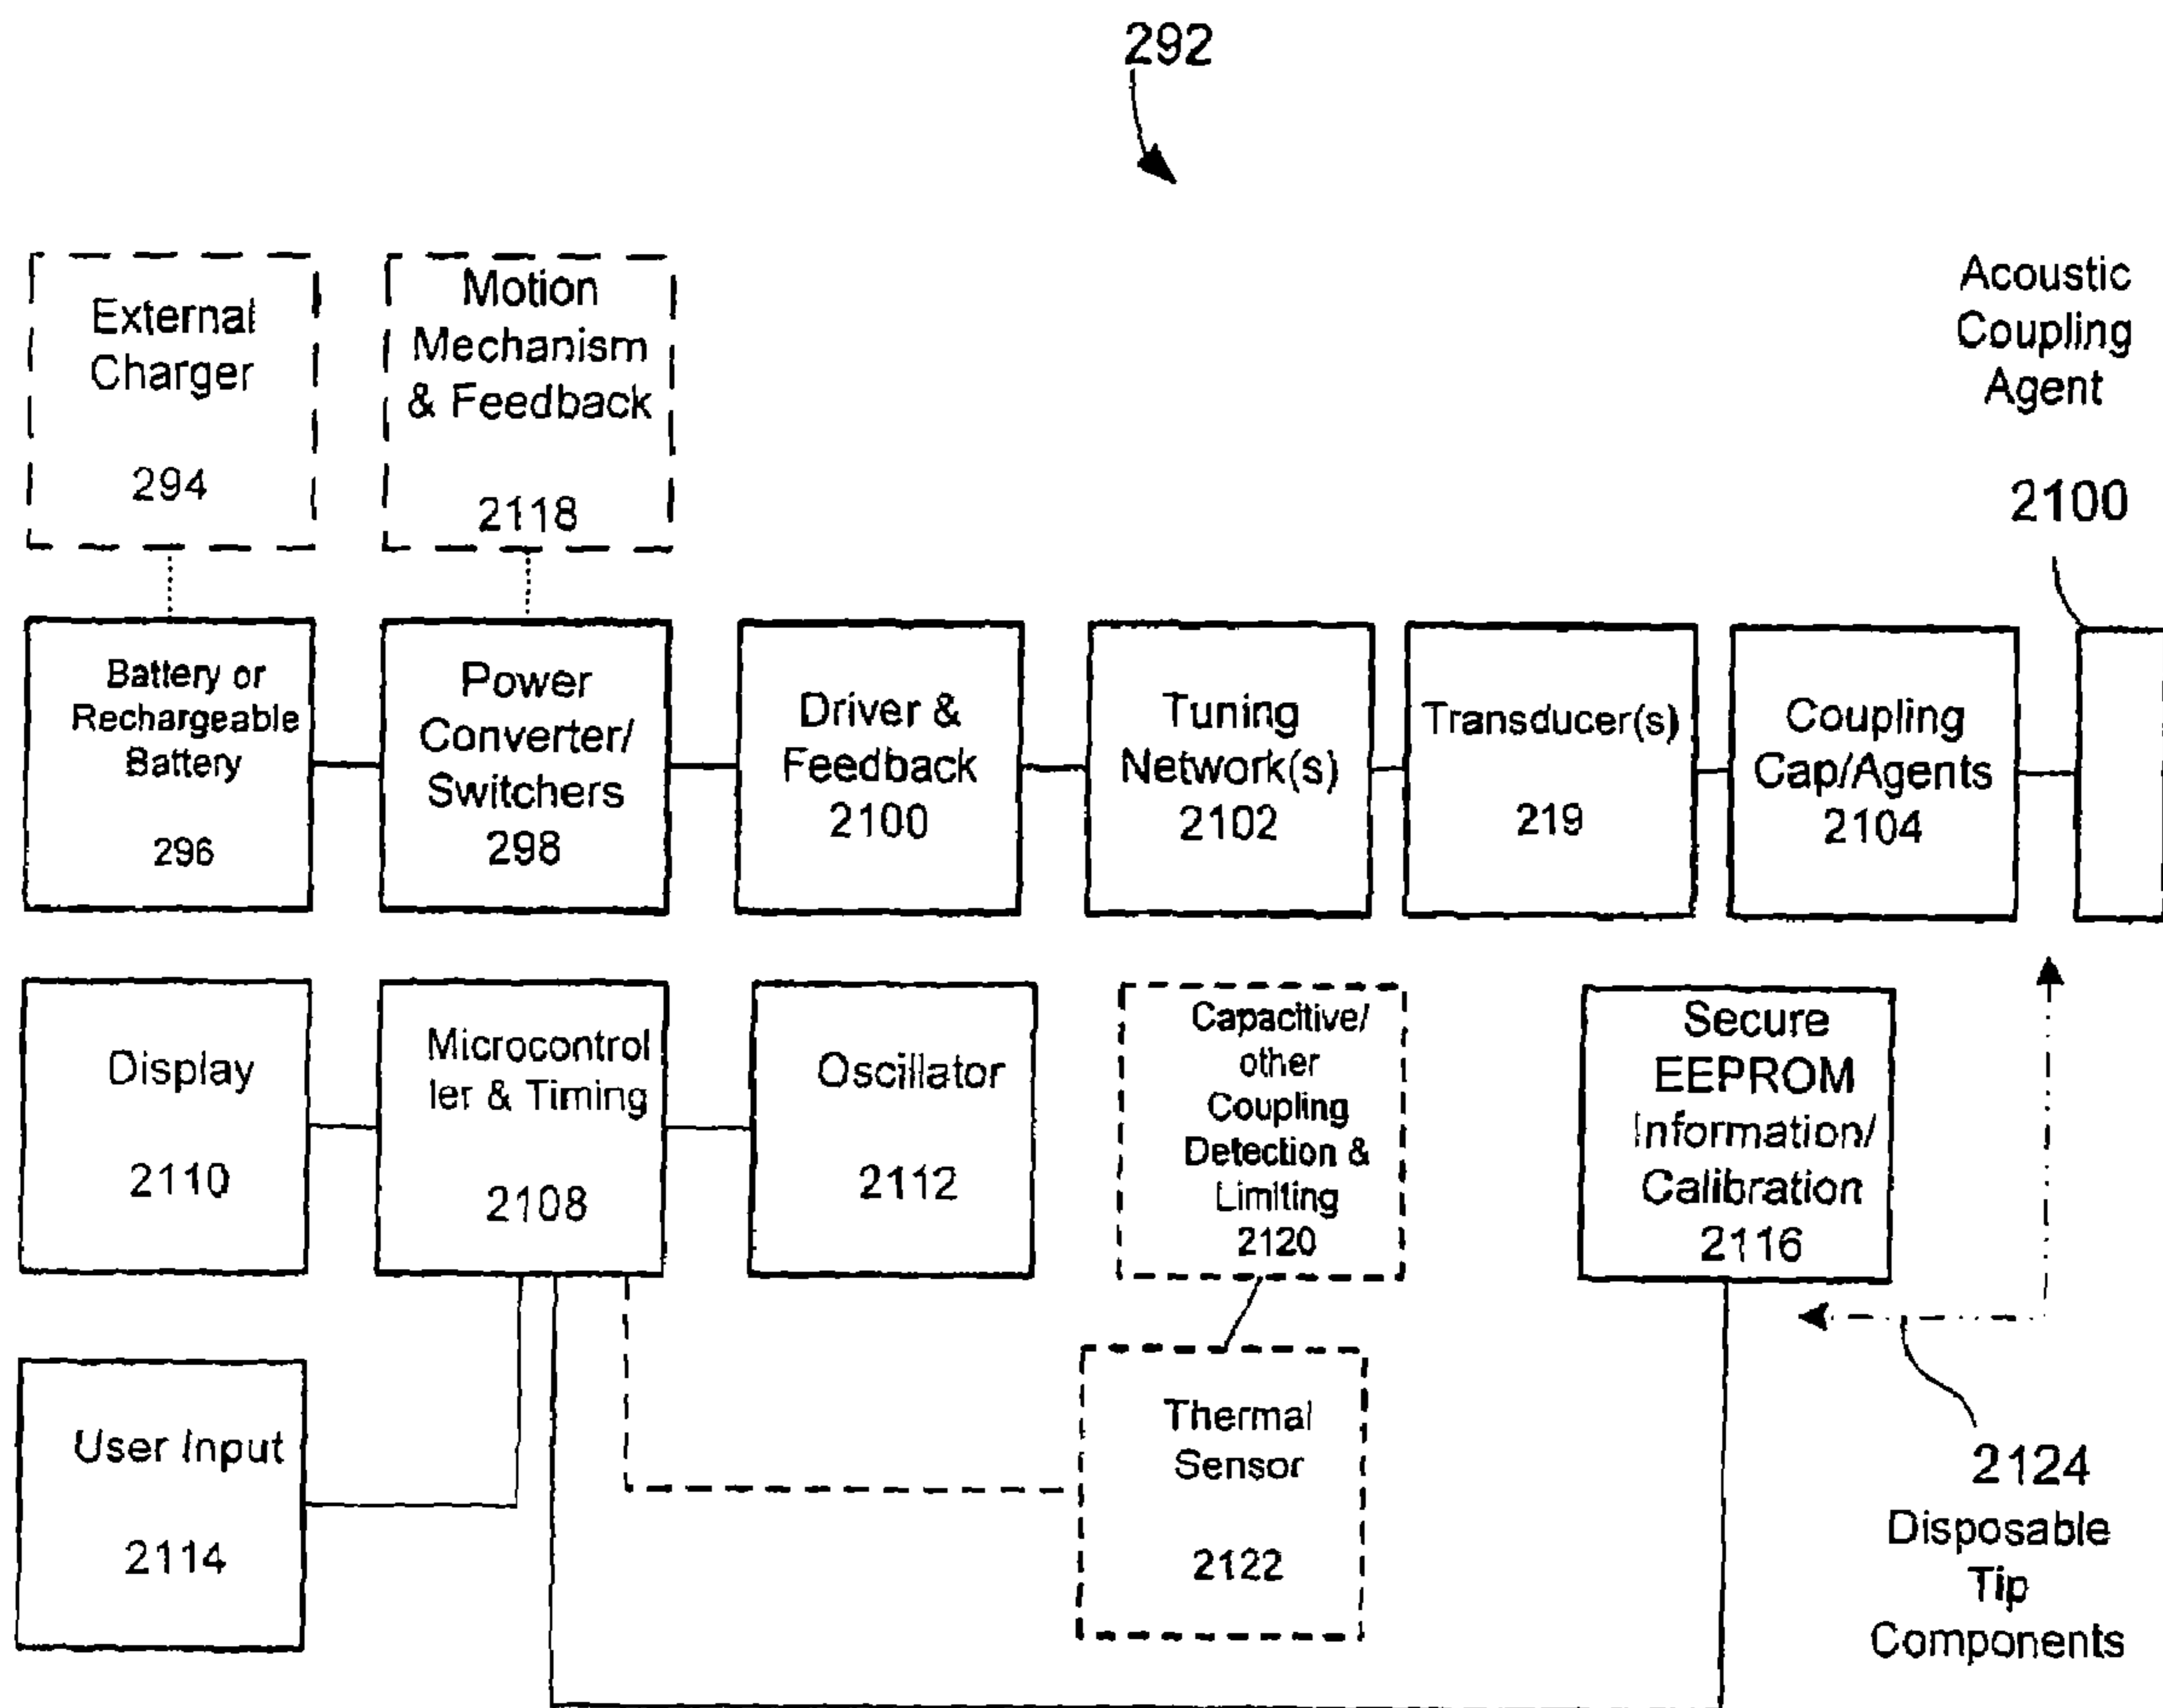 292
External
Charger
294
Motion
Mechanism
& Feedback
2118
Acoustic
Coupling
Agent
2100
Battery or
Rechargeable
Battery
296
Power
Converter/
Switchers
298
Driver &
Feedback
2100
Tuning
Network(s)
2102
Transducer(s)
219
Coupling
Cap/Agents
2104
Display
2110
Microcontrol
ler & Timing
2108
Oscillator
2112
Capacitive/
other
Coupling
Detection &
Limiting
2120
Secure
EEPROM
Information/
Calibration
2116
User Input
2114
Thermal
Sensor
2122
2124
Disposable
Tip
Components